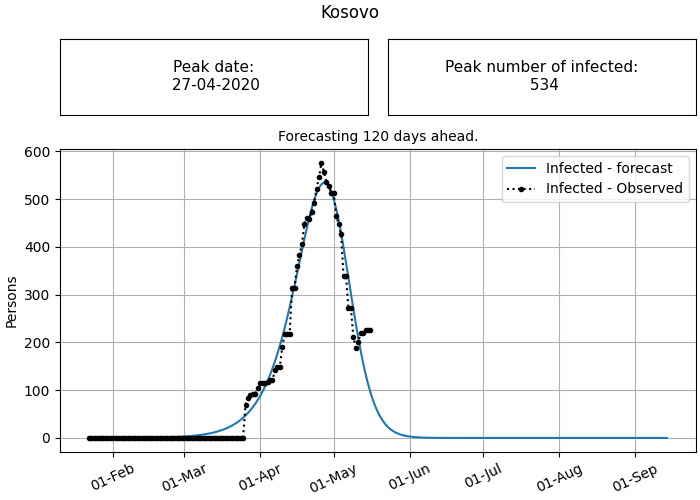 Kosovo
Peak date:
27-04-2020
Peak number of infected:
534
Forecasting 120 days ahead.
Infected - forecast
Infected - Observed
Persons
600
500
400
300
200
100
0
01-Feb
01-Mar
01-Apr
01-May
01-Jun
01-Jul
01-Aug
01-Sep